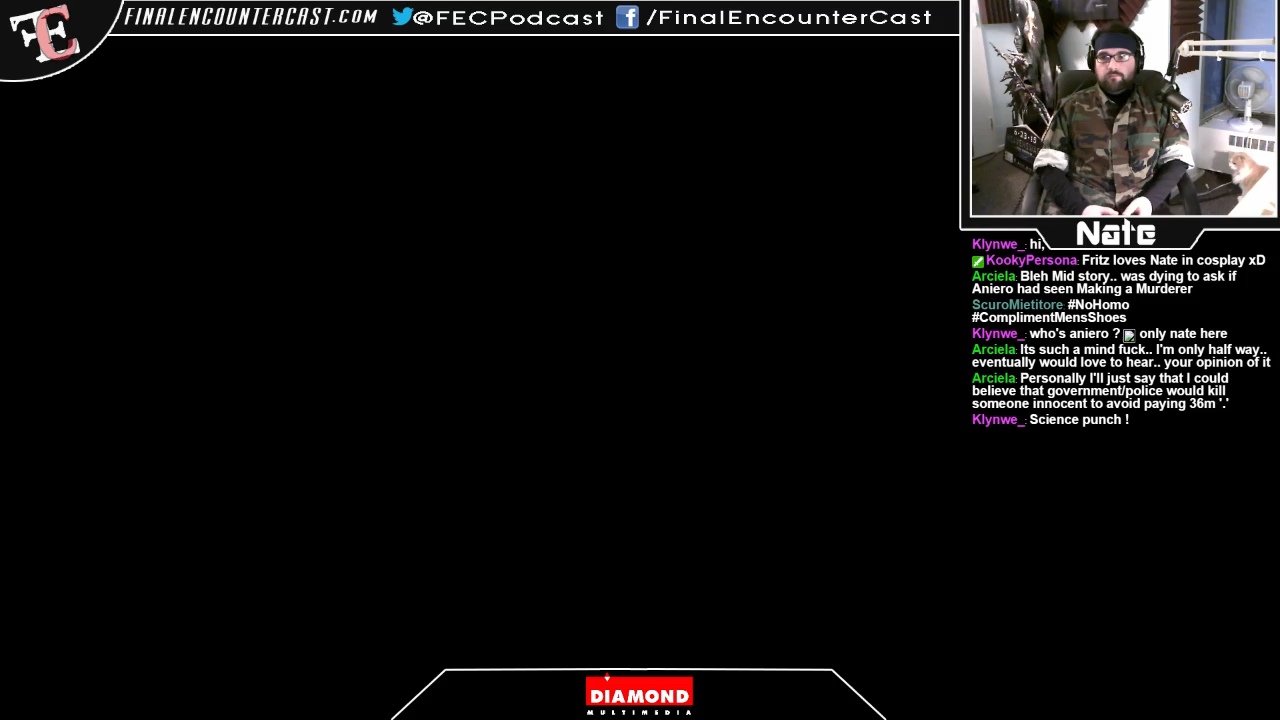 FC
FINALENCOUNTERCAST.COM @FECPodcast /FinalEncounterCast
Nate
Klynwe_: hi,
KookyPersona: Fritz loves Nate in cosplay xD
Arciela: Bleh Mid story.. was dying to ask if
Aniero had seen Making a Murderer
ScuroMietitore: #NoHomo
#ComplimentMensShoes
Klynwe_: who's aniero ? only nate here
Arciela: Its such a mind fuck.. I'm only half way..
eventually would love to hear.. your opinion of it
Arciela: Personally I'll just say that I could
believe that government/police would kill
someone innocent to avoid paying 36m '.'
Klynwe_: Science punch !
DIAMOND
MULTIMEDIA